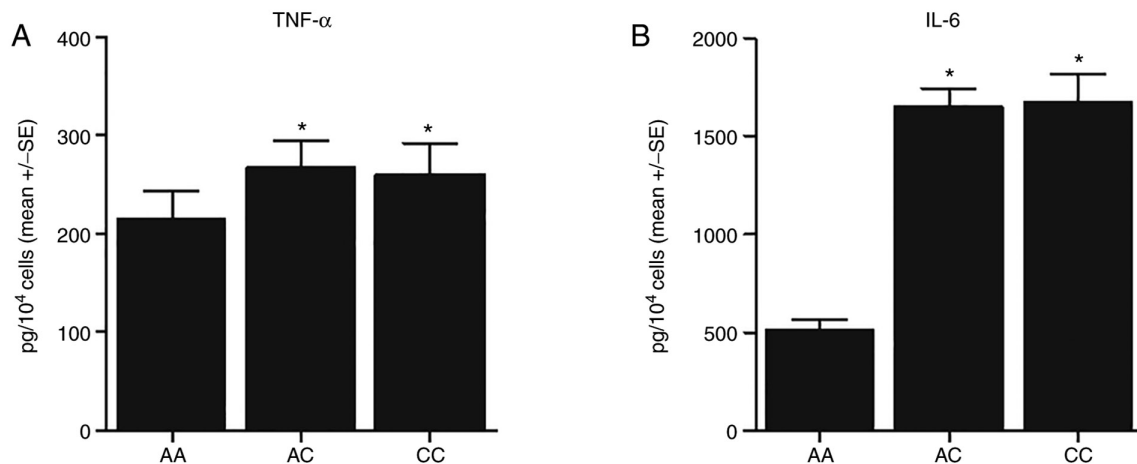 A
TNF-α
pg/10⁴ cells (mean +/−SE)
400
300
200
100
0
*
*
AA
AC
CC
B
IL-6
pg/10⁴ cells (mean +/−SE)
2000
1500
1000
500
0
*
*
AA
AC
CC